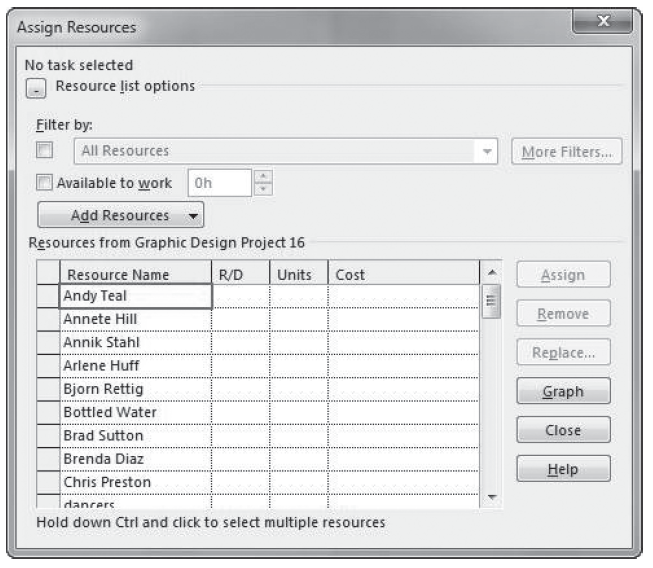 Assign Resources
X
No task selected
- Resource list options
Filter by:
All Resources
More Filters...
Available to work 0h
Add Resources
Resources from Graphic Design Project 16
Resource Name R/D Units Cost
Andy Teal
Annete Hill
Annik Stahl
Arlene Huff
Bjorn Rettig
Bottled Water
Brad Sutton
Brenda Diaz
Chris Preston
dancers
Assign
Remove
Replace...
Graph
Close
Help
Hold down Ctrl and click to select multiple resources